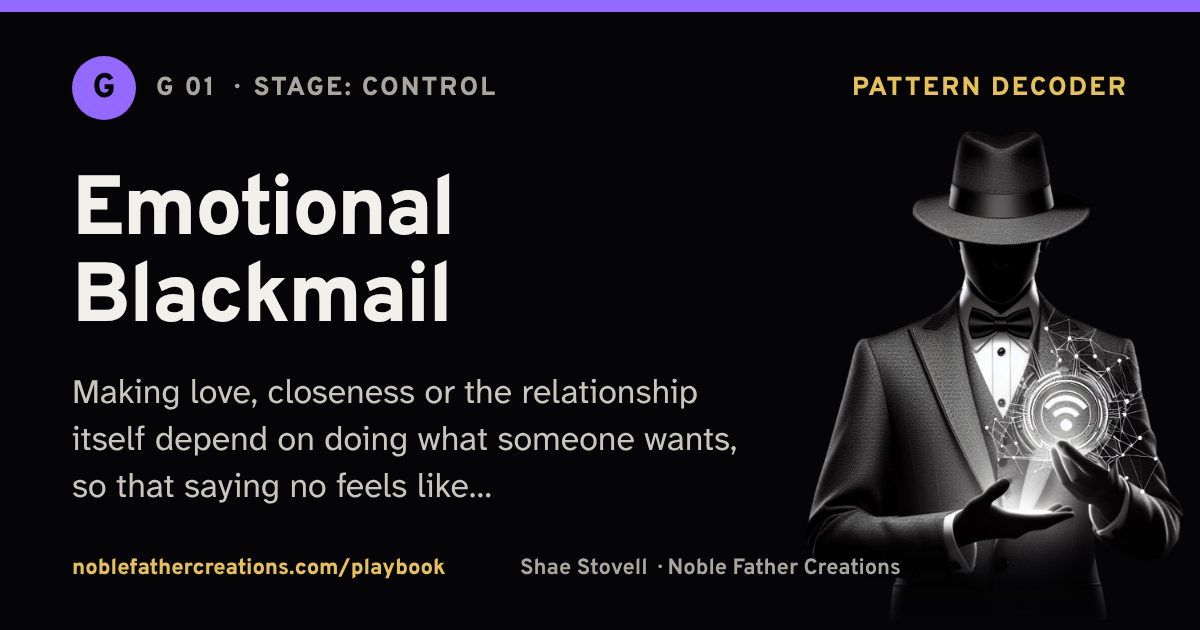 G
G 01 · STAGE: CONTROL
PATTERN DECODER
Emotional
Blackmail
Making love, closeness or the relationship
itself depend on doing what someone wants,
so that saying no feels like...
noblefathercreations.com/playbook
Shae Stovell · Noble Father Creations